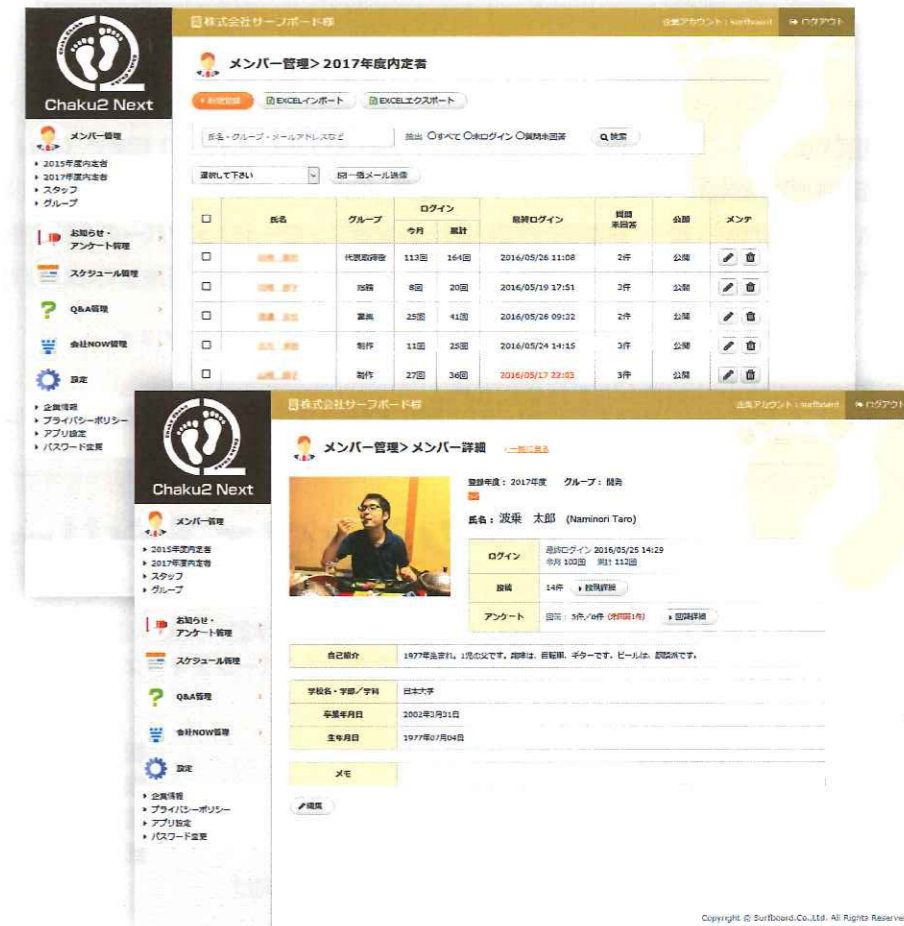 株式会社サーフボード様
企業アカウント：surfboard
ログアウト
Chaku2 Next
メンバー管理>2017年度内定者
新規登録
EXCELインポート
EXCELエクスポート
氏名・グループ・メールアドレスなど
抽出 すべて 未ログイン 質問未回答
検索
選択して下さい
一括メール送信
メンバー管理
2015年度内定者
2017年度内定者
スタッフ
グループ
お知らせ・
アンケート管理
スケジュール管理
Q&A管理
会社NOW管理
設定
企業情報
プライバシーポリシー
アプリ設定
パスワード変更
氏名 グループ ログイン 最終ログイン 質問 公開 メンテ
今月 累計 未回答
代表取締役 113回 164回 2016/05/26 11:08 2件 公開
総務 8回 20回 2016/05/19 17:51 2件 公開
25回 41回 2016/05/26 09:32 2件 公開
制作 11回 25回 2016/05/24 14:15 3件 公開
制作 27回 36回 2016/05/17 22:03 3件 公開
株式会社サーフボード様
企業アカウント：surfboard
ログアウト
Chaku2 Next
メンバー管理>メンバー詳細
一覧に戻る
登録年度：2017年度 グループ：開発
氏名：波乗 太郎 (Naminori Taro)
ログイン
最終ログイン 2016/05/25 14:29
今月 103回 累計 112回
投稿 14件 投稿詳細
アンケート 回答：5件/6件 (未回答1件) 回答詳細
自己紹介 1977年生まれ。1児の父です。趣味は、自転車、ギターです。ビールは、
学校名・学部/学科 日本大学
卒業年月日 2002年3月31日
生年月日 1977年07月04日
メモ
編集
メンバー管理
2015年度内定者
2017年度内定者
スタッフ
グループ
お知らせ・
アンケート管理
スケジュール管理
Q&A管理
会社NOW管理
設定
企業情報
プライバシーポリシー
アプリ設定
パスワード変更
Copyright © Surfboard.Co.,Ltd. All Rights Reserve